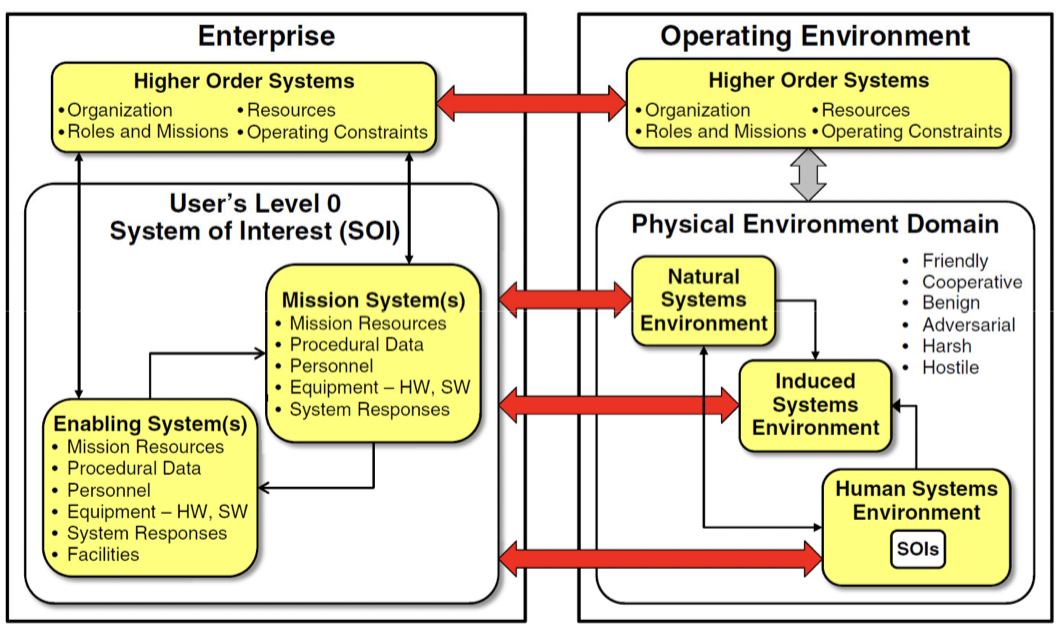 Enterprise
Higher Order Systems
• Organization • Resources
• Roles and Missions • Operating Constraints
User's Level 0
System of Interest (SOI)
Mission System(s)
• Mission Resources
• Procedural Data
• Personnel
• Equipment – HW, SW
• System Responses
Enabling System(s)
• Mission Resources
• Procedural Data
• Personnel
• Equipment – HW, SW
• System Responses
• Facilities
Operating Environment
Higher Order Systems
• Organization • Resources
• Roles and Missions • Operating Constraints
Physical Environment Domain
• Friendly
• Cooperative
• Benign
• Adversarial
• Harsh
• Hostile
Natural
Systems
Environment
Induced
Systems
Environment
Human Systems
Environment
SOIs